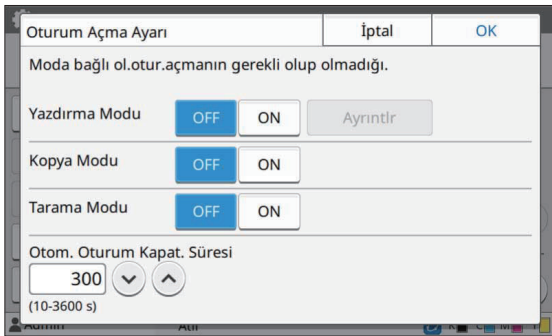 Oturum Açma Ayarı İptal OK
Moda bağlı ol.otur.açmanın gerekli olup olmadığı.
Yazdırma Modu OFF ON Ayrıntlr
Kopya Modu OFF ON
Tarama Modu OFF ON
Otom. Oturum Kapat. Süresi
300
(10-3600 s)
Admin